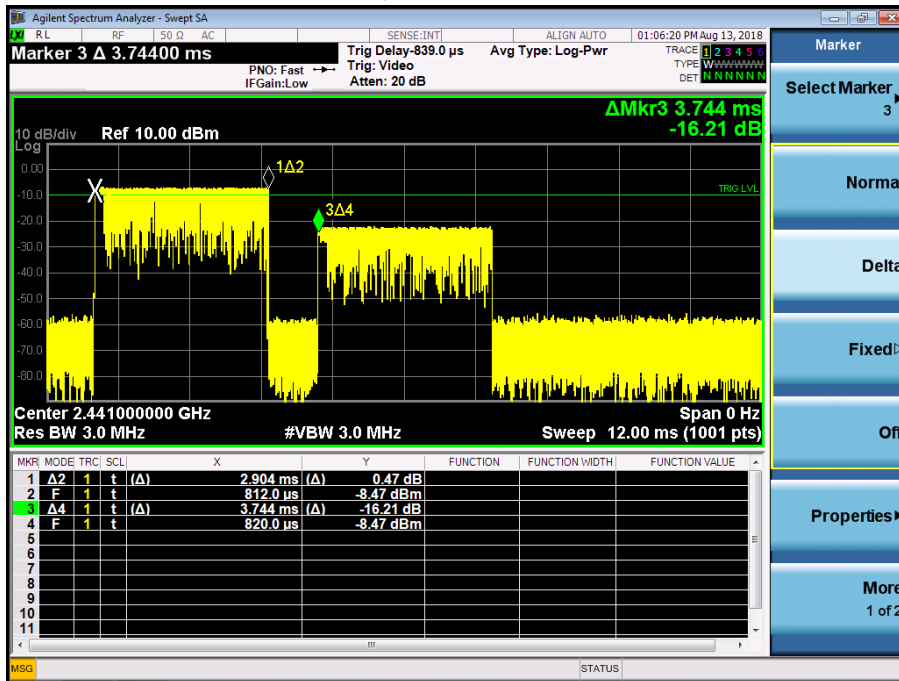 Agilent Spectrum Analyzer - Swept SA
LXI RL RF 50 Ω AC SENSE:INT ALIGN AUTO 01:06:20 PM Aug 13, 2018
Marker 3 Δ 3.74400 ms
PNO: Fast
IFGain:Low
Trig Delay-839.0 µs
Trig: Video
Atten: 20 dB
Avg Type: Log-Pwr
TRACE 1 2 3 4 5 6
TYPE WWWWWW
DET N N N N N N
ΔMkr3 3.744 ms
-16.21 dB
10 dB/div Ref 10.00 dBm
Log
1Δ2
3Δ4
TRIG LVL
0.00
-10.0
-20.0
-30.0
-40.0
-50.0
-60.0
-70.0
-80.0
Center 2.441000000 GHz Span 0 Hz
Res BW 3.0 MHz #VBW 3.0 MHz Sweep 12.00 ms (1001 pts)
MKR MODE TRC SCL X Y FUNCTION FUNCTION WIDTH FUNCTION VALUE
1 Δ2 1 t (Δ) 2.904 ms (Δ) 0.47 dB
2 F 1 t 812.0 µs -8.47 dBm
3 Δ4 1 t (Δ) 3.744 ms (Δ) -16.21 dB
4 F 1 t 820.0 µs -8.47 dBm
5
6
7
8
9
10
11
MSG STATUS
Marker
Select Marker
3
Norma
Delta
Fixed
Of
Properties
More
1 of 2